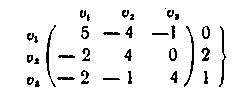 v₁ v₂ v₃
v₁ ( 5 − 4 −1 ) 0
v₂ − 2 4 0 2 }
v₃ − 2 − 1 4 1